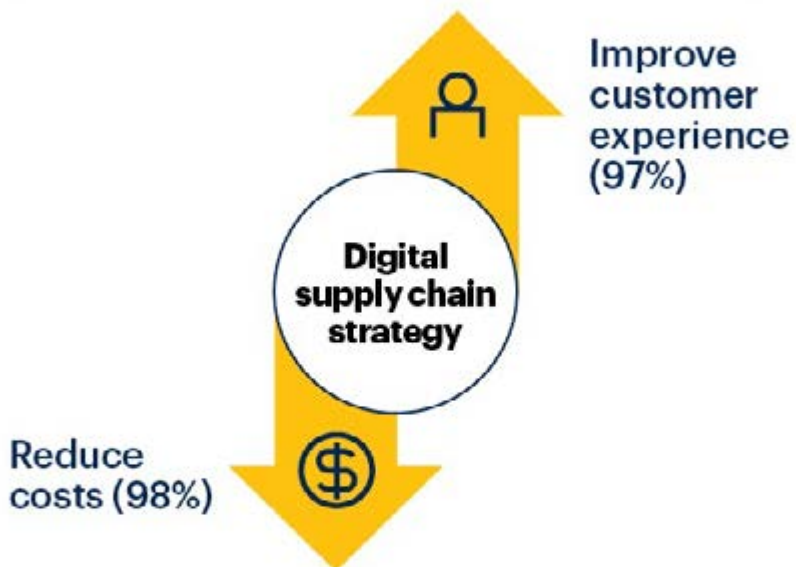 Improve
customer
experience
(97%)
Digital
supply chain
strategy
Reduce
costs (98%)
$